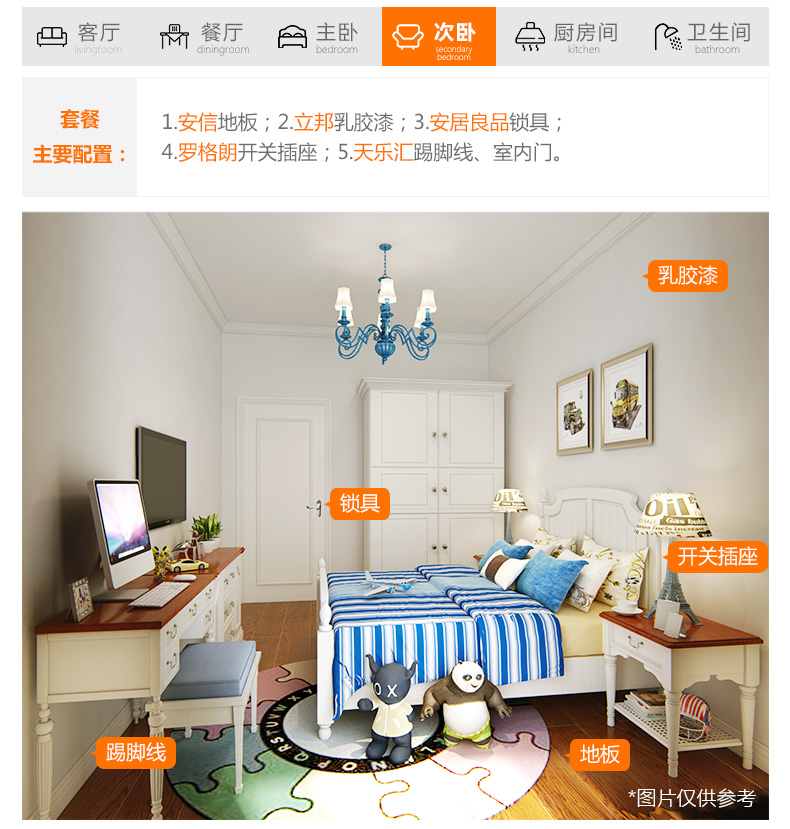 客厅 餐厅 主卧 次卧 厨房间 卫生间
livingroom diningroom bedroom secondary bedroom kitchen bathroom
套餐
主要配置：
1.安信地板；2.立邦乳胶漆；3.安居良品锁具；
4.罗格朗开关插座；5.天乐汇踢脚线、室内门。
乳胶漆
锁具
开关插座
踢脚线
地板
*图片仅供参考